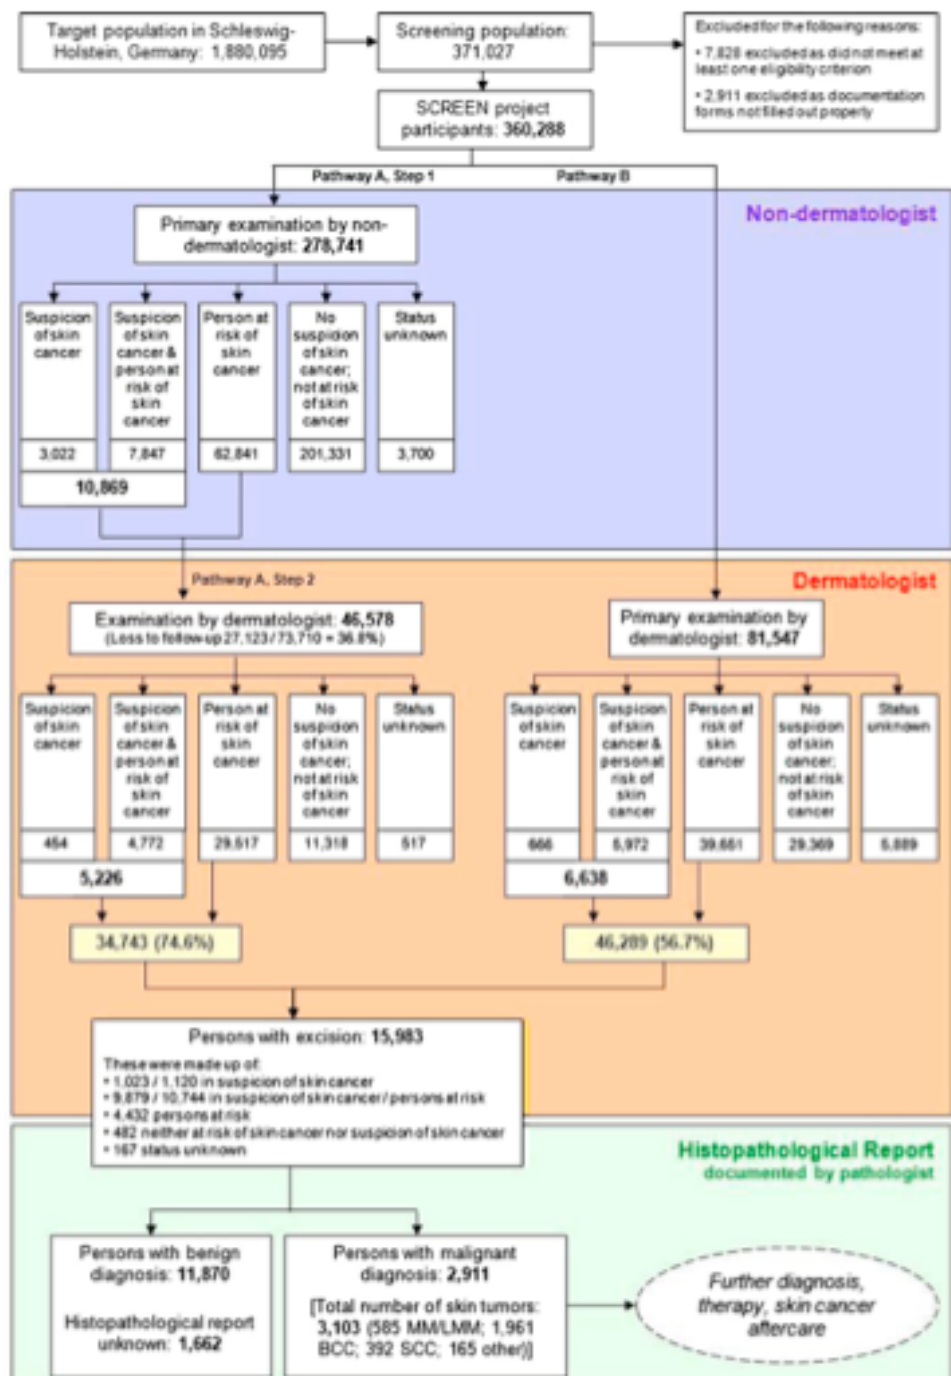 Target population in Schleswig-
Holstein, Germany: 1,880,095
Screening population:
371,027
Excluded for the following reasons:
• 7,828 excluded as did not meet at
least one eligibility criterion
• 2,911 excluded as documentation
forms not filled out properly
SCREEN project
participants: 360,288
Pathway A, Step 1
Pathway B
Non-dermatologist
Primary examination by non-
dermatologist: 278,741
Suspicion
of skin
cancer
3,022
Suspicion
of skin
cancer &
person at
risk of
skin
cancer
7,847
10,869
Person at
risk of
skin
cancer
62,841
No
suspicion
of skin
cancer;
not at risk
of skin
cancer
201,331
Status
unknown
3,700
Pathway A, Step 2
Dermatologist
Examination by dermatologist: 46,578
(Loss to follow-up 27,123 / 73,710 = 36.8%)
Suspicion
of skin
cancer
454
Suspicion
of skin
cancer &
person at
risk of
skin
cancer
4,772
5,226
Person at
risk of
skin
cancer
29,517
No
suspicion
of skin
cancer;
not at risk
of skin
cancer
11,318
Status
unknown
517
34,743 (74.6%)
Primary examination by
dermatologist: 81,547
Suspicion
of skin
cancer
666
Suspicion
of skin
cancer &
person at
risk of
skin
cancer
5,972
6,638
Person at
risk of
skin
cancer
39,651
No
suspicion
of skin
cancer;
not at risk
of skin
cancer
29,369
Status
unknown
5,889
46,289 (56.7%)
Persons with excision: 15,983
These were made up of:
• 1,023 / 1,120 in suspicion of skin cancer
• 9,879 / 10,744 in suspicion of skin cancer / persons at risk
• 4,432 persons at risk
• 482 neither at risk of skin cancer nor suspicion of skin cancer
• 167 status unknown
Histopathological Report
documented by pathologist
Persons with benign
diagnosis: 11,870
Histopathological report
unknown: 1,662
Persons with malignant
diagnosis: 2,911
[Total number of skin tumors:
3,103 (585 MM/LMM; 1,961
BCC; 392 SCC; 165 other)]
Further diagnosis,
therapy, skin cancer
aftercare